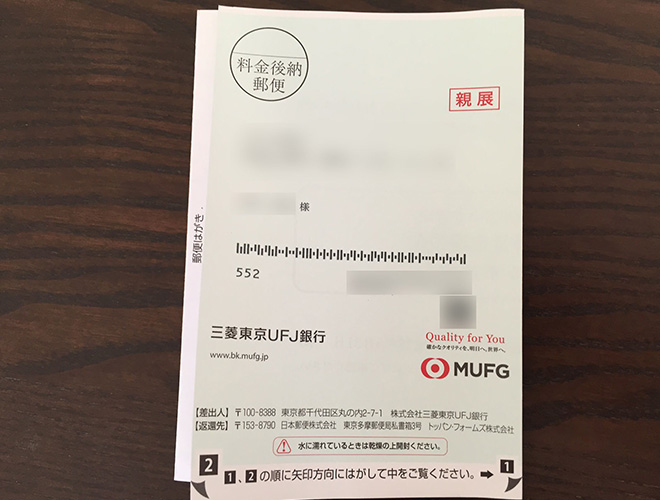 料金後納
郵便
親展
様
郵便はがき
552
三菱東京UFJ銀行
www.bk.mufg.jp
Quality for You
確かなクオリティを、明日へ。世界へ。
MUFG
【差出人】〒100-8388 東京都千代田区丸の内2-7-1 株式会社三菱東京UFJ銀行
【返還先】〒153-8790 日本郵便株式会社 東京多摩郵便局私書箱3号 トッパン・フォームズ株式会社
水に濡れているときは乾燥の上開封ください。
2 1、2の順に矢印方向にはがして中をご覧ください。➡ 1